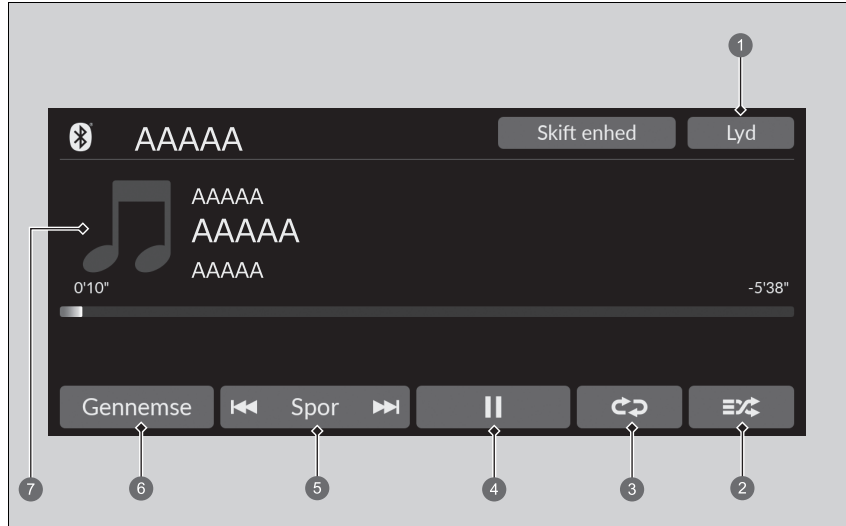 1
AAAAA Skift enhed Lyd
AAAAA
AAAAA
AAAAA
7
0'10" -5'38"
Gennemse Spor
6 5 4 3 2